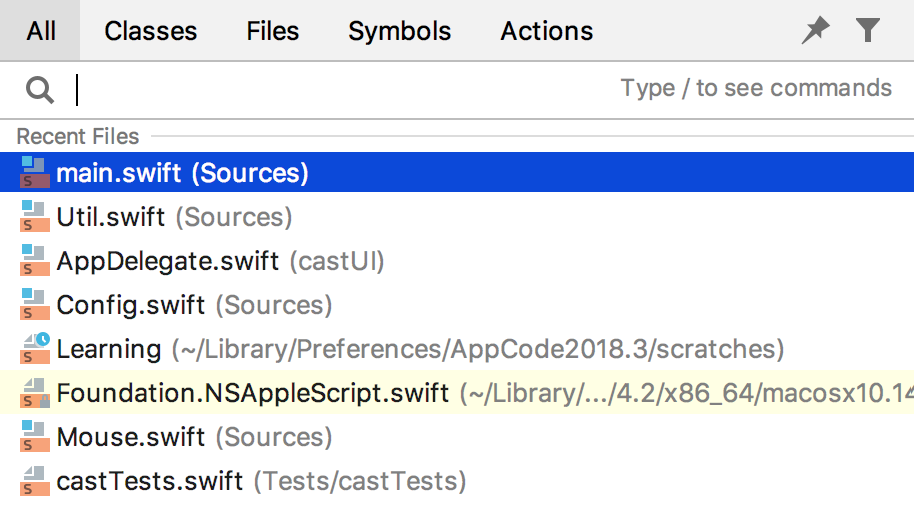 All Classes Files Symbols Actions
Type / to see commands
Recent Files
main.swift (Sources)
Util.swift (Sources)
AppDelegate.swift (castUI)
Config.swift (Sources)
Learning (~/Library/Preferences/AppCode2018.3/scratches)
Foundation.NSAppleScript.swift (~/Library/.../4.2/x86_64/macosx10.14
Mouse.swift (Sources)
castTests.swift (Tests/castTests)